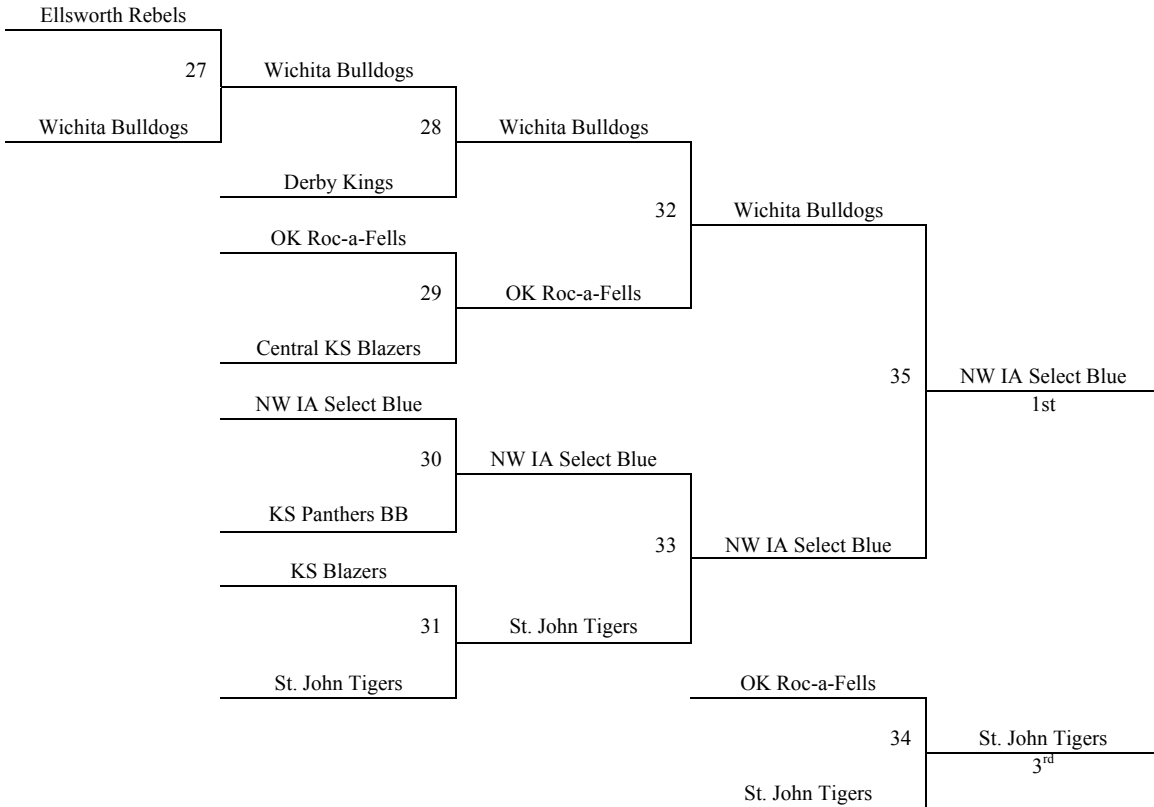 Ellsworth Rebels
27
Wichita Bulldogs
Wichita Bulldogs
28
Wichita Bulldogs
Derby Kings
32
Wichita Bulldogs
OK Roc-a-Fells
29
OK Roc-a-Fells
Central KS Blazers
35
NW IA Select Blue
1st
NW IA Select Blue
30
NW IA Select Blue
KS Panthers BB
33
NW IA Select Blue
KS Blazers
31
St. John Tigers
St. John Tigers
OK Roc-a-Fells
34
St. John Tigers
3rd
St. John Tigers